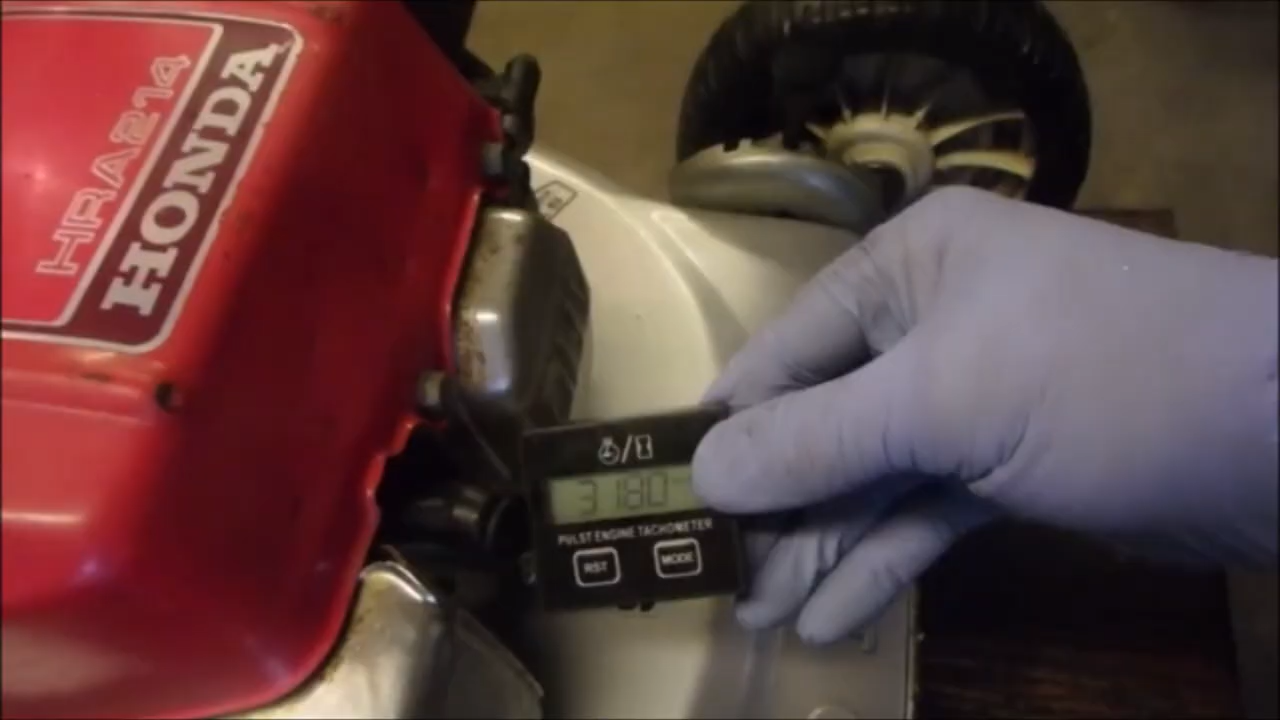 HRA214
HONDA
3180
PULST ENGINE TACHOMETER
RST
MODE